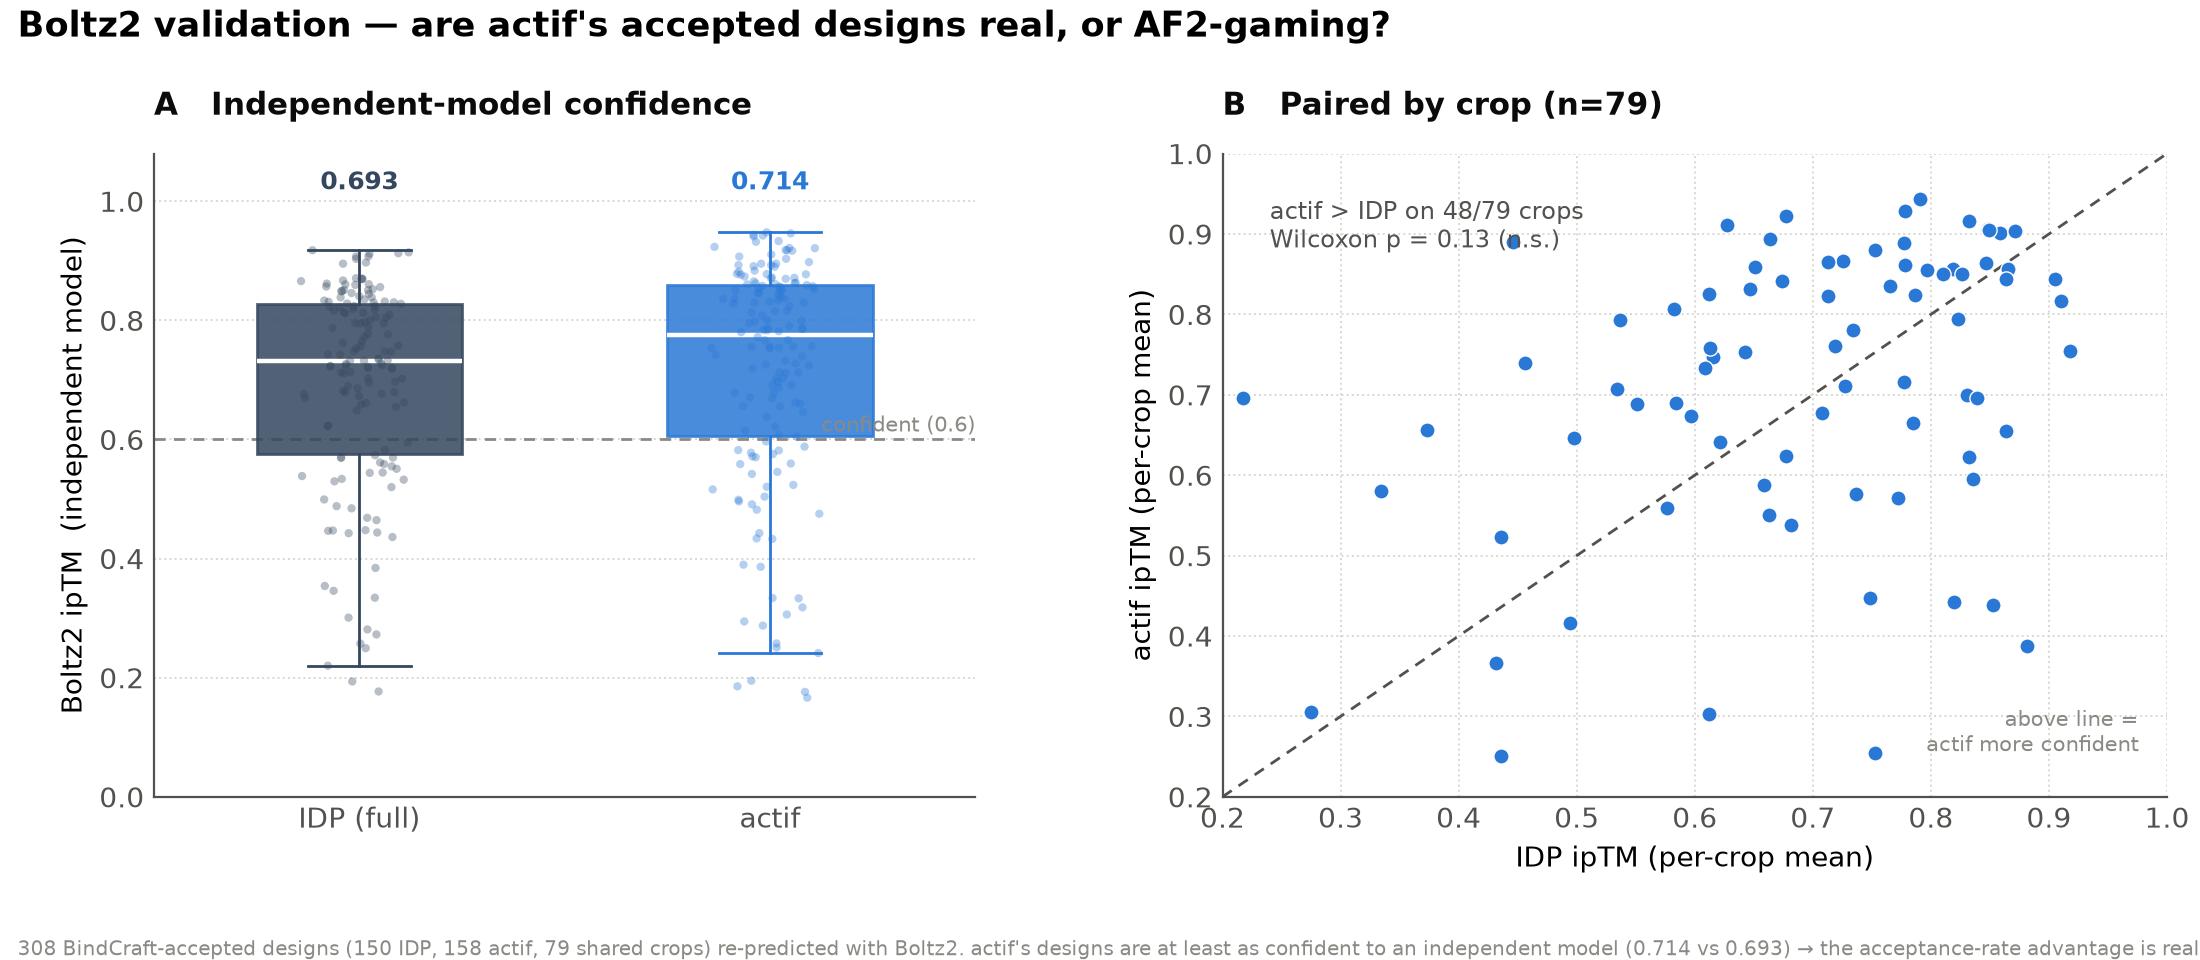 Boltz2 validation — are actif's accepted designs real, or AF2-gaming?
A Independent-model confidence
0.693
0.714
1.0
0.8
0.6
0.4
0.2
0.0
Boltz2 ipTM (independent model)
confident (0.6)
IDP (full)
actif
B Paired by crop (n=79)
actif > IDP on 48/79 crops
Wilcoxon p = 0.13 (n.s.)
1.0
0.9
0.8
0.7
0.6
0.5
0.4
0.3
0.2
actif ipTM (per-crop mean)
above line =
actif more confident
0.2 0.3 0.4 0.5 0.6 0.7 0.8 0.9 1.0
IDP ipTM (per-crop mean)
308 BindCraft-accepted designs (150 IDP, 158 actif, 79 shared crops) re-predicted with Boltz2. actif's designs are at least as confident to an independent model (0.714 vs 0.693) → the acceptance-rate advantage is real